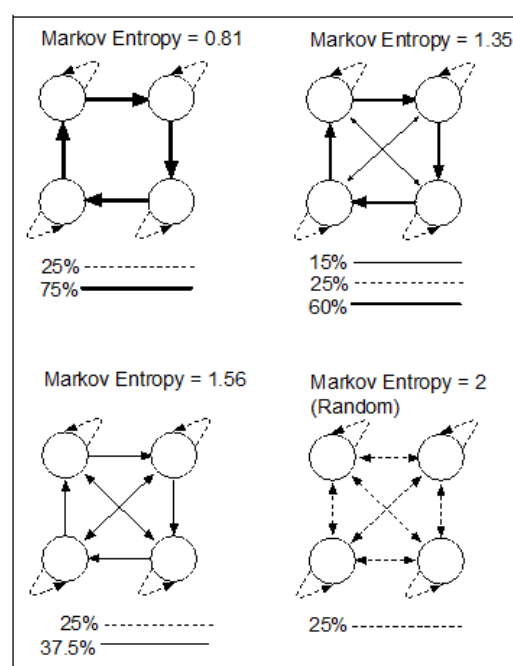 Markov Entropy = 0.81
25%
75%
Markov Entropy = 1.35
15%
25%
60%
Markov Entropy = 1.56
25%
37.5%
Markov Entropy = 2
(Random)
25%